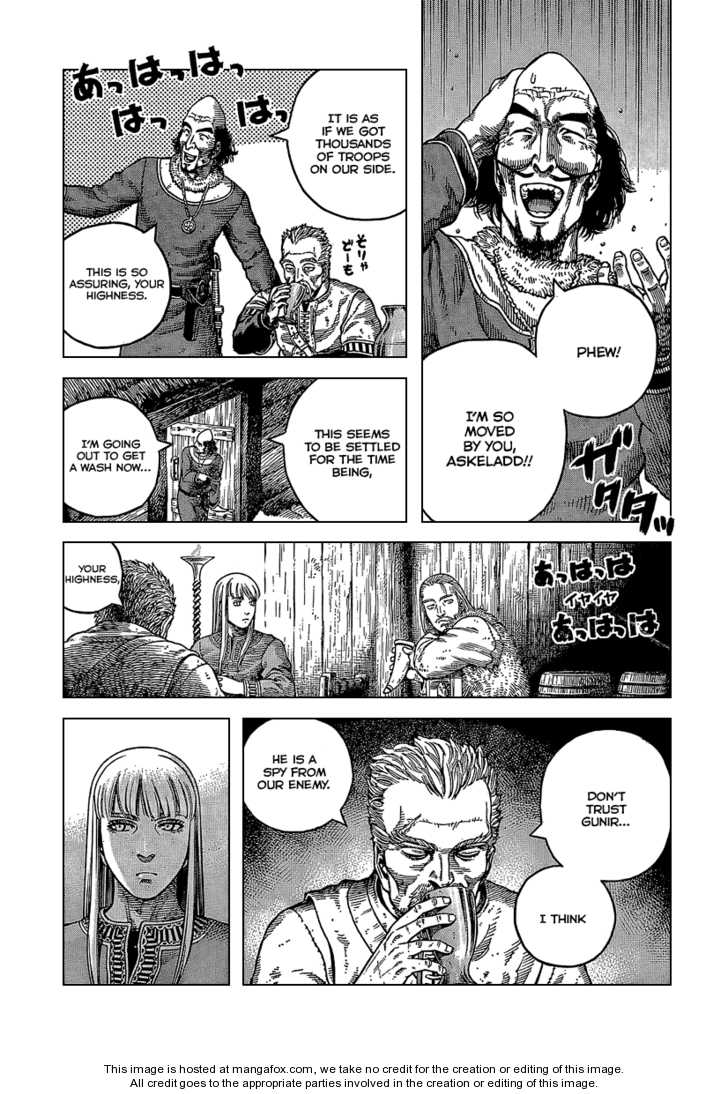 PHEW!
I'M SO
MOVED
BY YOU,
ASKELADD!!
ガタタッ
あっはっはっ
はっ はっ
IT IS AS
IF WE GOT
THOUSANDS
OF TROOPS
ON OUR SIDE.
そりゃ
どーも
THIS IS SO
ASSURING, YOUR
HIGHNESS.
THIS SEEMS
TO BE SETTLED
FOR THE TIME
BEING,
I'M GOING
OUT TO GET
A WASH NOW...
あっはっは
イヤイヤ
あっはっは
YOUR
HIGHNESS,
DON'T
TRUST
GUNIR...
I THINK
HE IS A
SPY FROM
OUR ENEMY.
This image is hosted at mangafox.com, we take no credit for the creation or editing of this image.
All credit goes to the appropriate parties involved in the creation or editing of this image.